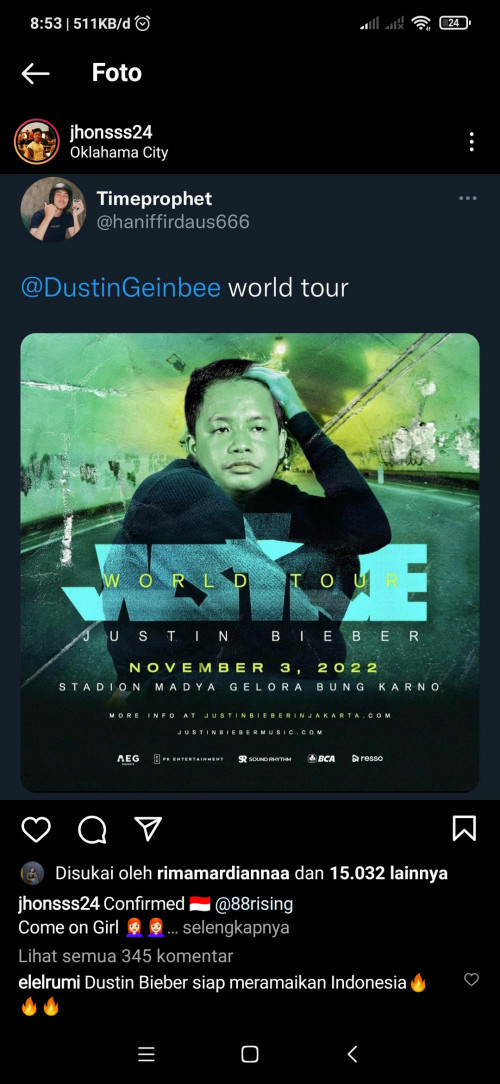 8:53 | 511KB/d
24
Foto
jhonsss24
Oklahama City
Timeprophet
@haniffirdaus666
@DustinGeinbee world tour
JUSTICE
WORLD TOUR
JUSTIN BIEBER
NOVEMBER 3, 2022
STADION MADYA GELORA BUNG KARNO
MORE INFO AT JUSTINBIEBERINJAKARTA.COM
JUSTINBIEBERMUSIC.COM
AEG PK ENTERTAINMENT SOUND RHYTHM BCA resso
Disukai oleh rimamardiannaa dan 15.032 lainnya
jhonsss24 Confirmed 🇮🇩 @88rising
Come on Girl 👩🏻‍🦰👩🏻‍🦰... selengkapnya
Lihat semua 345 komentar
elelrumi Dustin Bieber siap meramaikan Indonesia🔥
🔥🔥